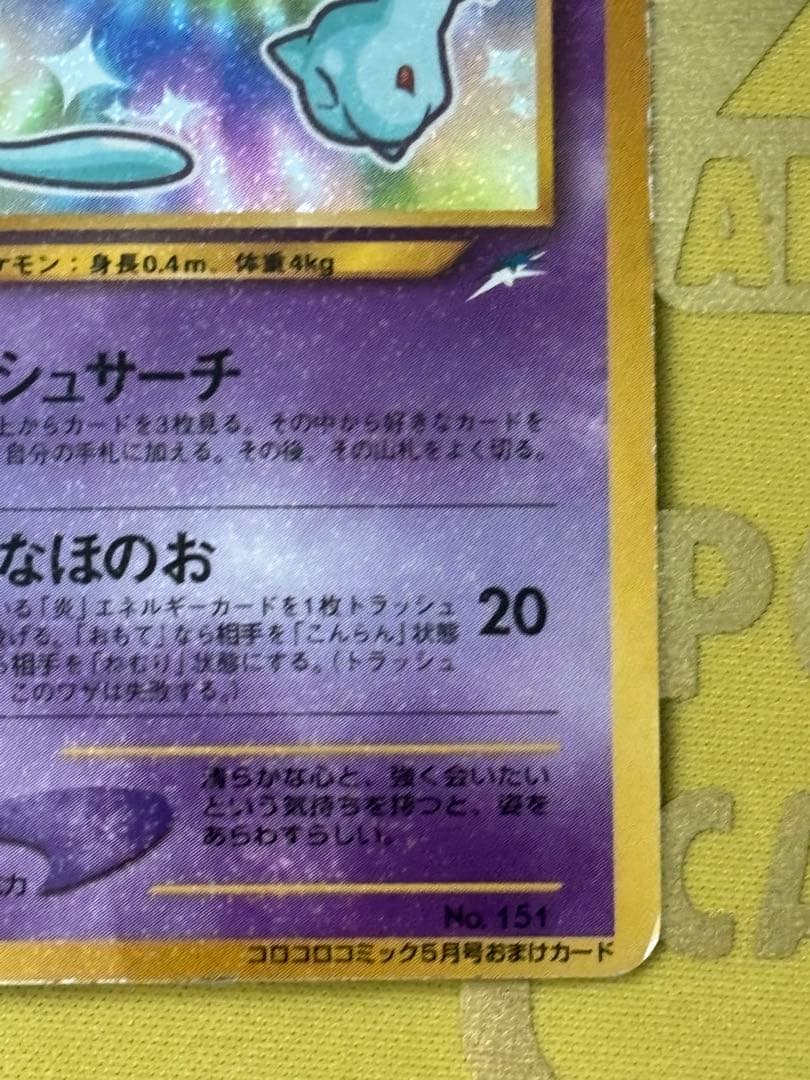 ケモン：身長0.4m、体重4kg
シュサーチ
上からカードを3枚見る。その中から好きなカードを
自分の手札に加える。その後、その山札をよく切る。
なほのお
20
いる「炎」エネルギーカードを1枚トラッシュ
投げる。「おもて」なら相手を「こんらん」状態
ら相手を「ねむり」状態にする。（トラッシュ
このワザは失敗する。）
清らかな心と、強く会いたい
という気持ちを持つと、姿を
あらわすらしい。
力
No. 151
コロコロコミック5月号おまけカード